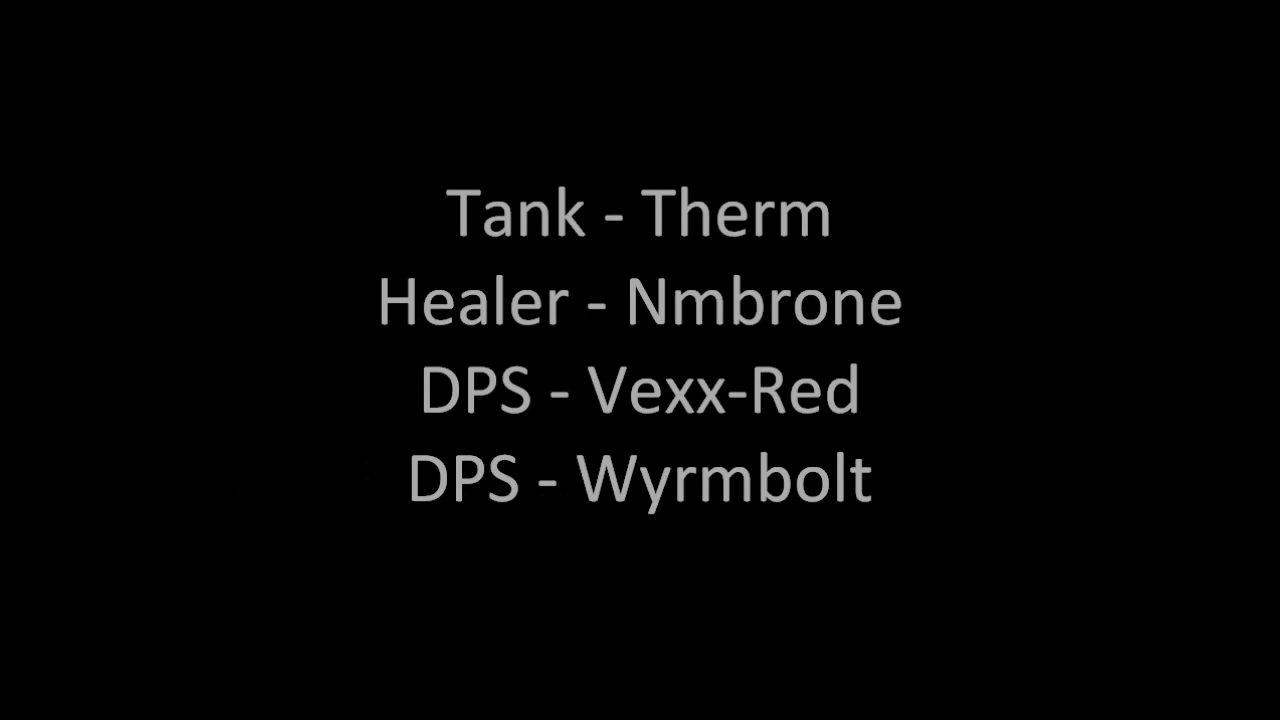 Tank - Therm
Healer - Nmbrone
DPS - Vexx-Red
DPS - Wyrmbolt